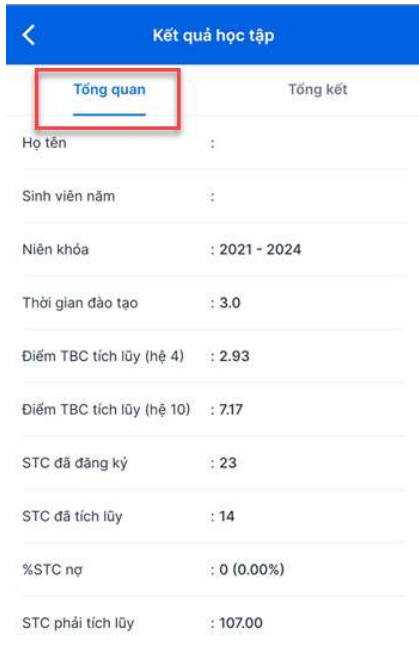 Kết quả học tập
Tổng quan Tổng kết
Họ tên :
Sinh viên năm :
Niên khóa : 2021 - 2024
Thời gian đào tạo : 3.0
Điểm TBC tích lũy (hệ 4) : 2.93
Điểm TBC tích lũy (hệ 10) : 7.17
STC đã đăng ký : 23
STC đã tích lũy : 14
%STC nợ : 0 (0.00%)
STC phải tích lũy : 107.00